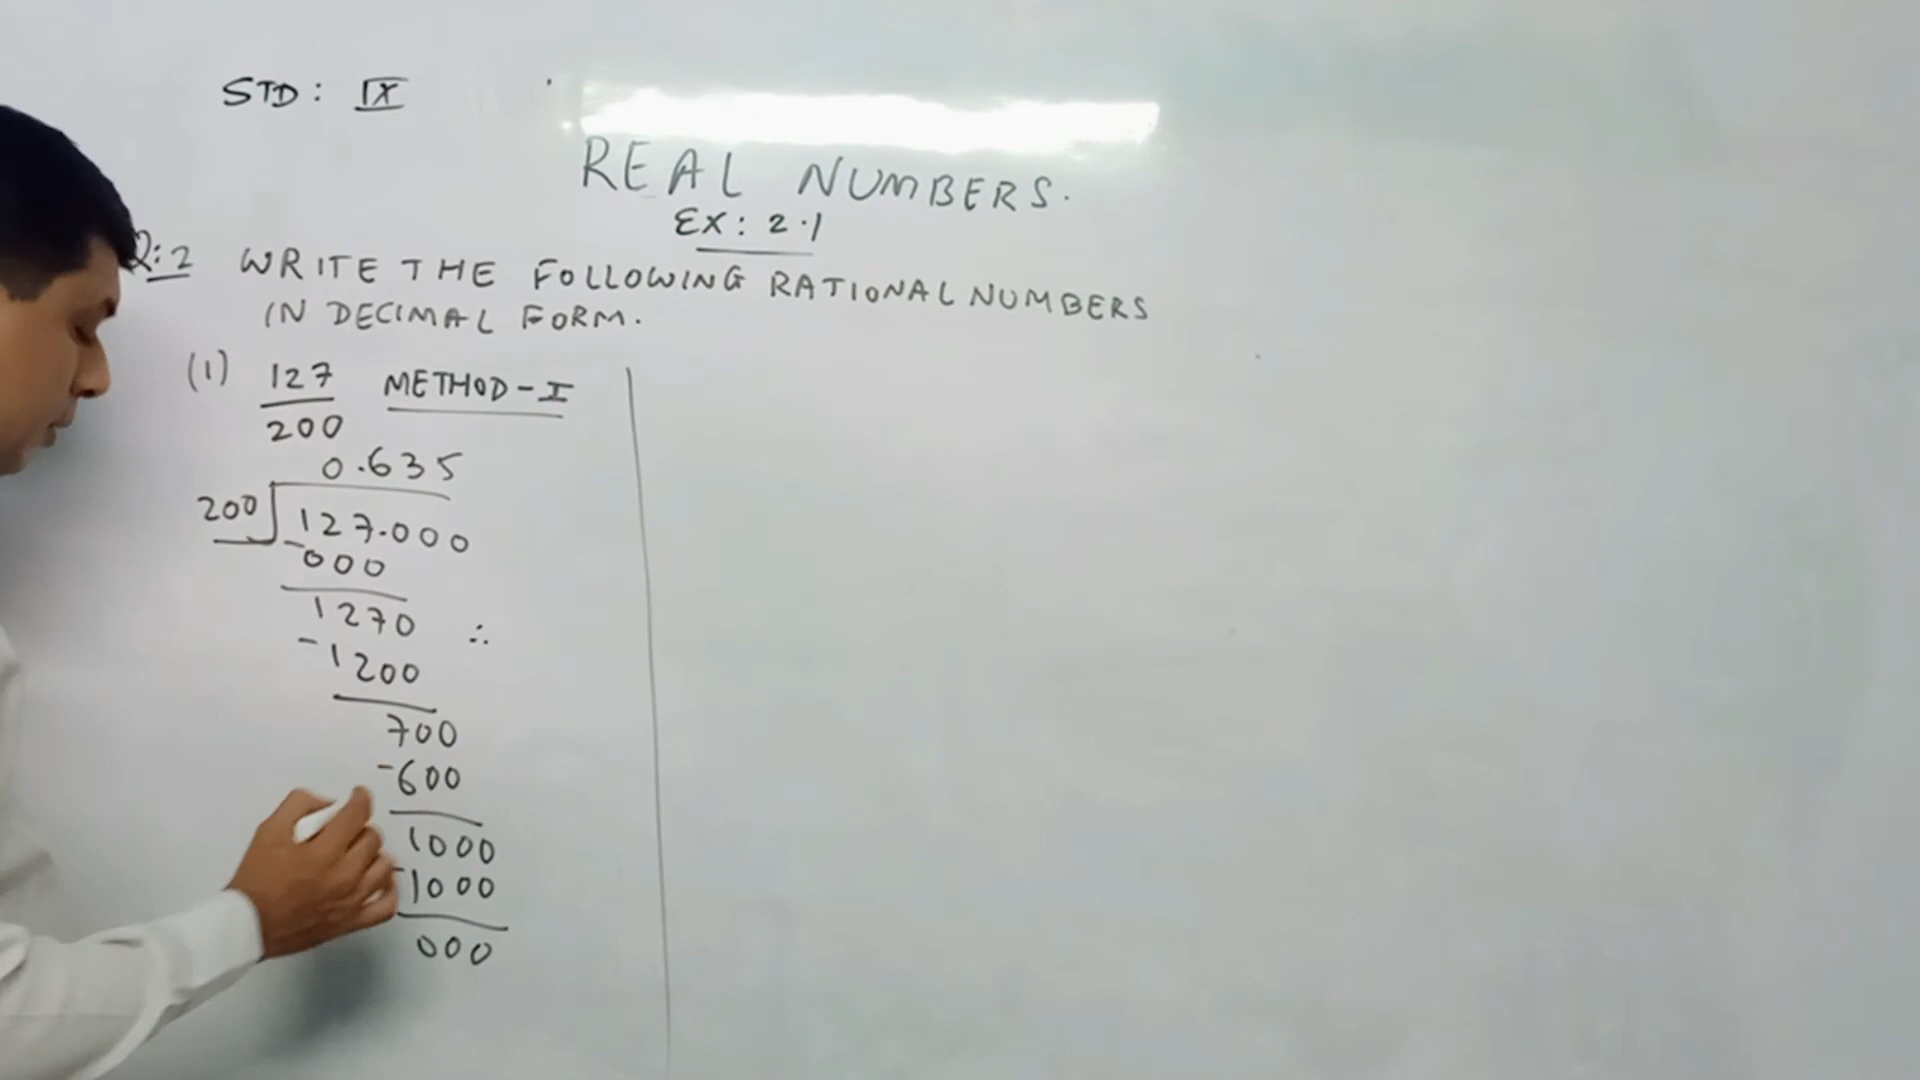 STD: IX
REAL NUMBERS.
EX: 2.1
Q:2 WRITE THE FOLLOWING RATIONAL NUMBERS
IN DECIMAL FORM.
(1) 127 METHOD-I
200
0.635
200 127.000
-000
1270 ∴
-1200
700
-600
1000
-1000
000